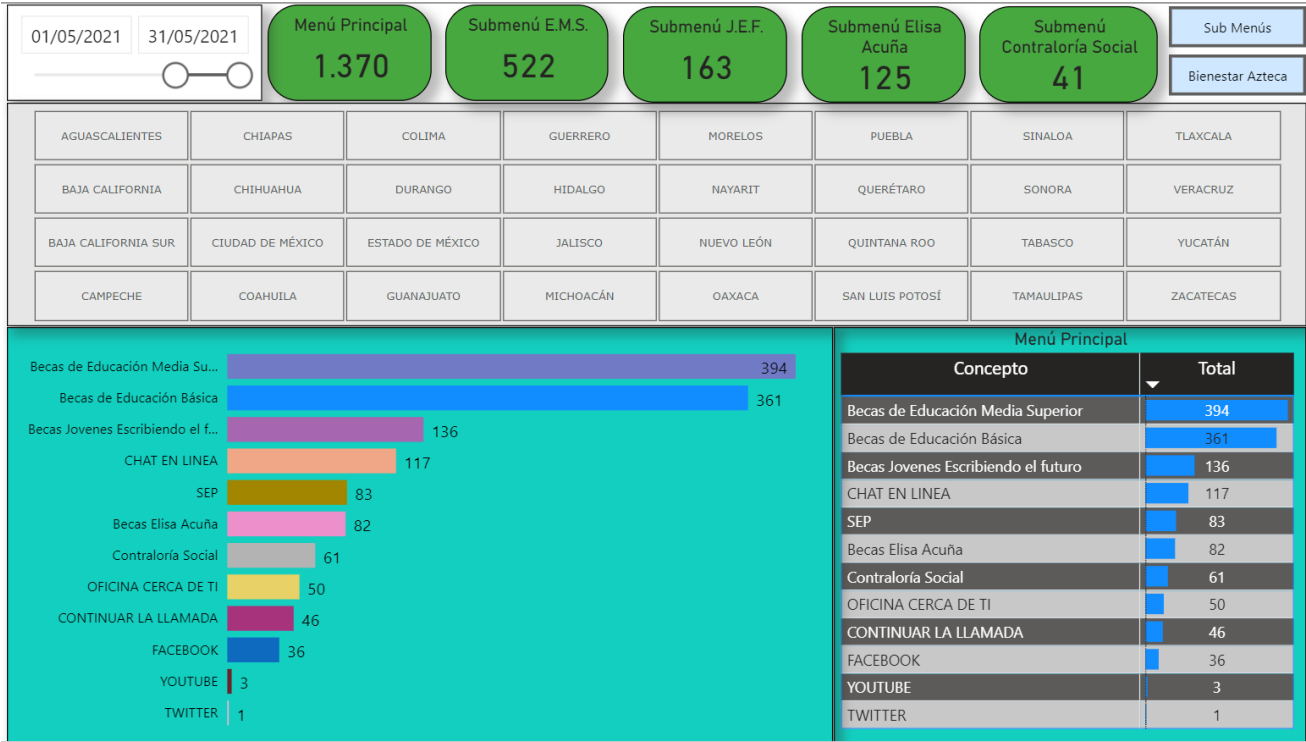 01/05/2021
31/05/2021
Menú Principal
1.370
Submenú E.M.S.
522
Submenú J.E.F.
163
Submenú Elisa
Acuña
125
Submenú
Contraloría Social
41
Sub Menús
Bienestar Azteca
AGUASCALIENTES
CHIAPAS
COLIMA
GUERRERO
MORELOS
PUEBLA
SINALOA
TLAXCALA
BAJA CALIFORNIA
CHIHUAHUA
DURANGO
HIDALGO
NAYARIT
QUERÉTARO
SONORA
VERACRUZ
BAJA CALIFORNIA SUR
CIUDAD DE MÉXICO
ESTADO DE MÉXICO
JALISCO
NUEVO LEÓN
QUINTANA ROO
TABASCO
YUCATÁN
CAMPECHE
COAHUILA
GUANAJUATO
MICHOACÁN
OAXACA
SAN LUIS POTOSÍ
TAMAULIPAS
ZACATECAS
Becas de Educación Media Su... 394
Becas de Educación Básica 361
Becas Jovenes Escribiendo el f... 136
CHAT EN LINEA 117
SEP 83
Becas Elisa Acuña 82
Contraloría Social 61
OFICINA CERCA DE TI 50
CONTINUAR LA LLAMADA 46
FACEBOOK 36
YOUTUBE 3
TWITTER 1
Menú Principal
Concepto Total
Becas de Educación Media Superior 394
Becas de Educación Básica 361
Becas Jovenes Escribiendo el futuro 136
CHAT EN LINEA 117
SEP 83
Becas Elisa Acuña 82
Contraloría Social 61
OFICINA CERCA DE TI 50
CONTINUAR LA LLAMADA 46
FACEBOOK 36
YOUTUBE 3
TWITTER 1